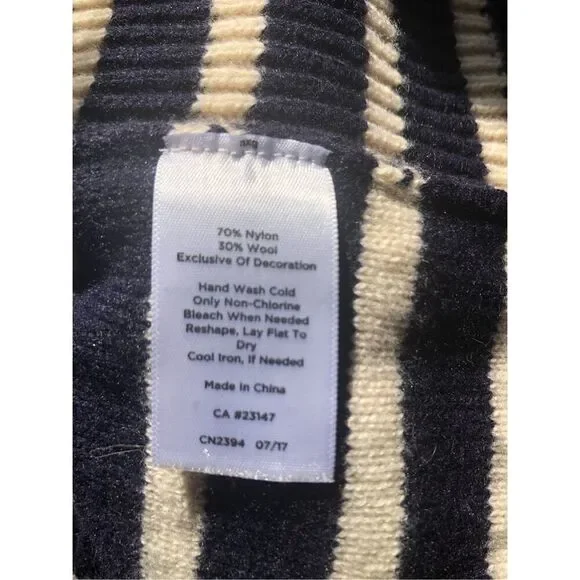 70% Nylon
30% Wool
Exclusive Of Decoration
Hand Wash Cold
Only Non-Chlorine
Bleach When Needed
Reshape, Lay Flat To
Dry
Cool Iron, If Needed
Made in China
CA #23147
CN2394 07/17